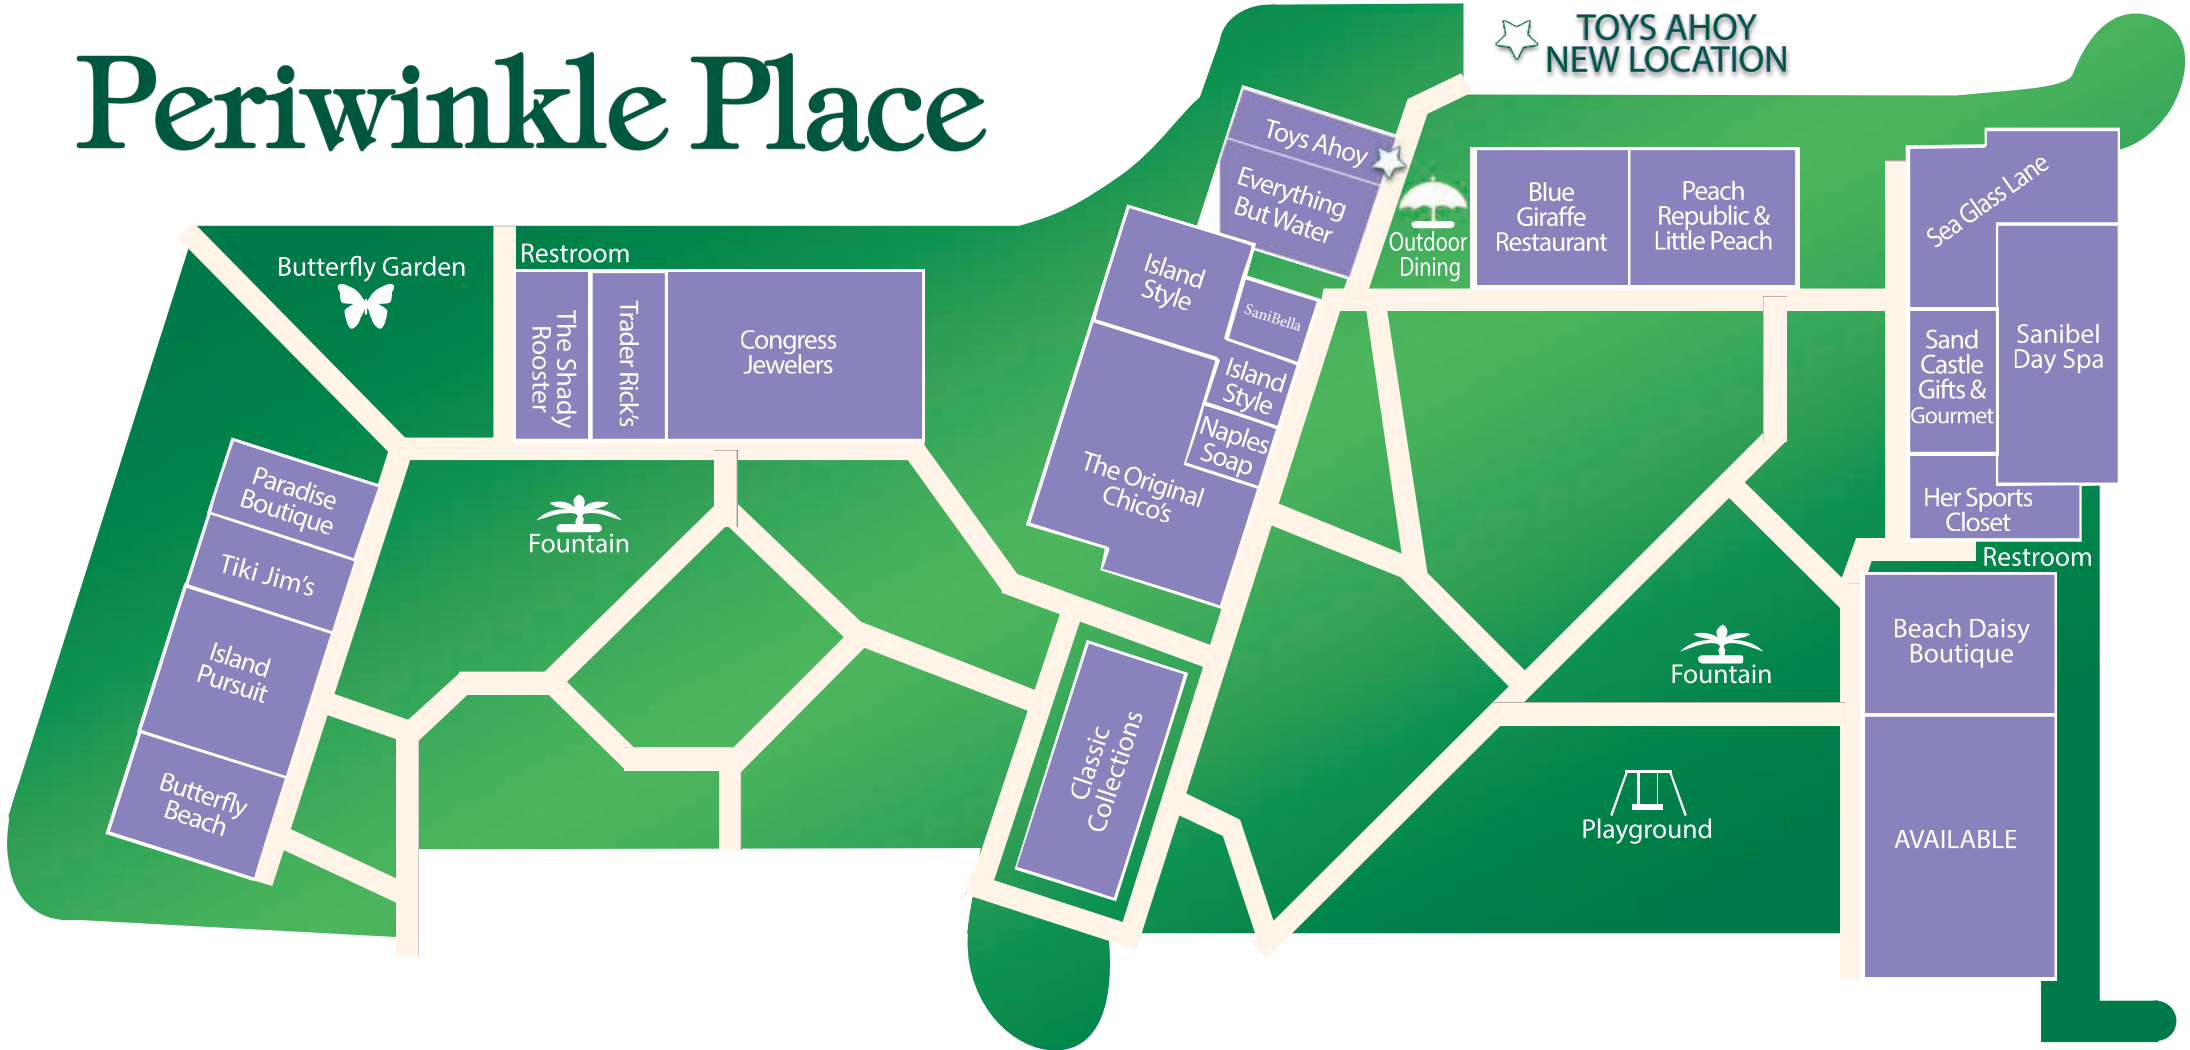 Periwinkle Place
TOYS AHOY
NEW LOCATION
Butterfly Garden
Restroom
The Shady
Rooster
Trader Rick's
Congress
Jewelers
Paradise
Boutique
Tiki Jim's
Island
Pursuit
Butterfly
Beach
Fountain
Toys Ahoy
Everything
But Water
Island
Style
SaniBella
Island
Style
Naples
Soap
The Original
Chico's
Classic
Collections
Outdoor
Dining
Blue
Giraffe
Restaurant
Peach
Republic &
Little Peach
Sea Glass Lane
Sanibel
Day Spa
Sand
Castle
Gifts &
Gourmet
Her Sports
Closet
Restroom
Beach Daisy
Boutique
Fountain
Playground
AVAILABLE